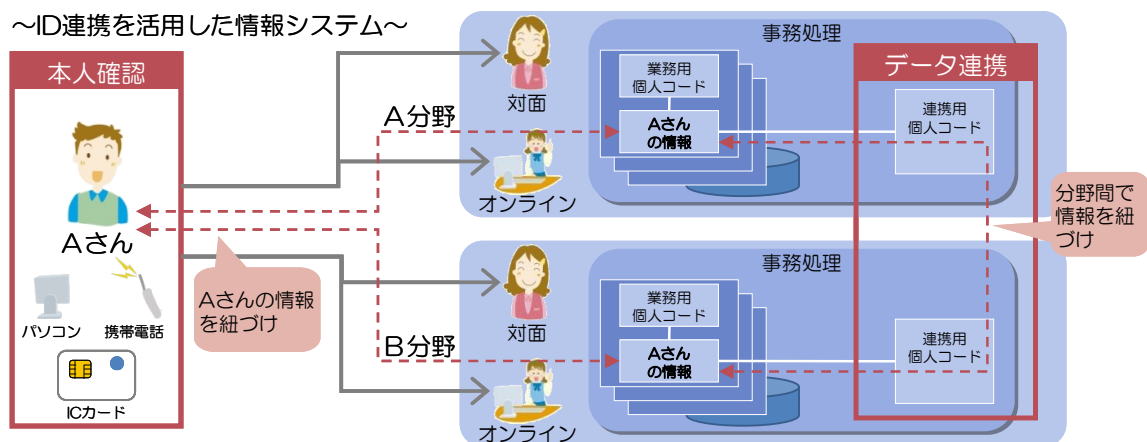 ～ID連携を活用した情報システム～
本人確認
Aさん
パソコン
携帯電話
ICカード
Aさんの情報
を紐づけ
A分野
対面
オンライン
事務処理
業務用
個人コード
Aさん
の情報
データ連携
連携用
個人コード
分野間で
情報を紐
づけ
B分野
対面
オンライン
事務処理
業務用
個人コード
Aさん
の情報
連携用
個人コード